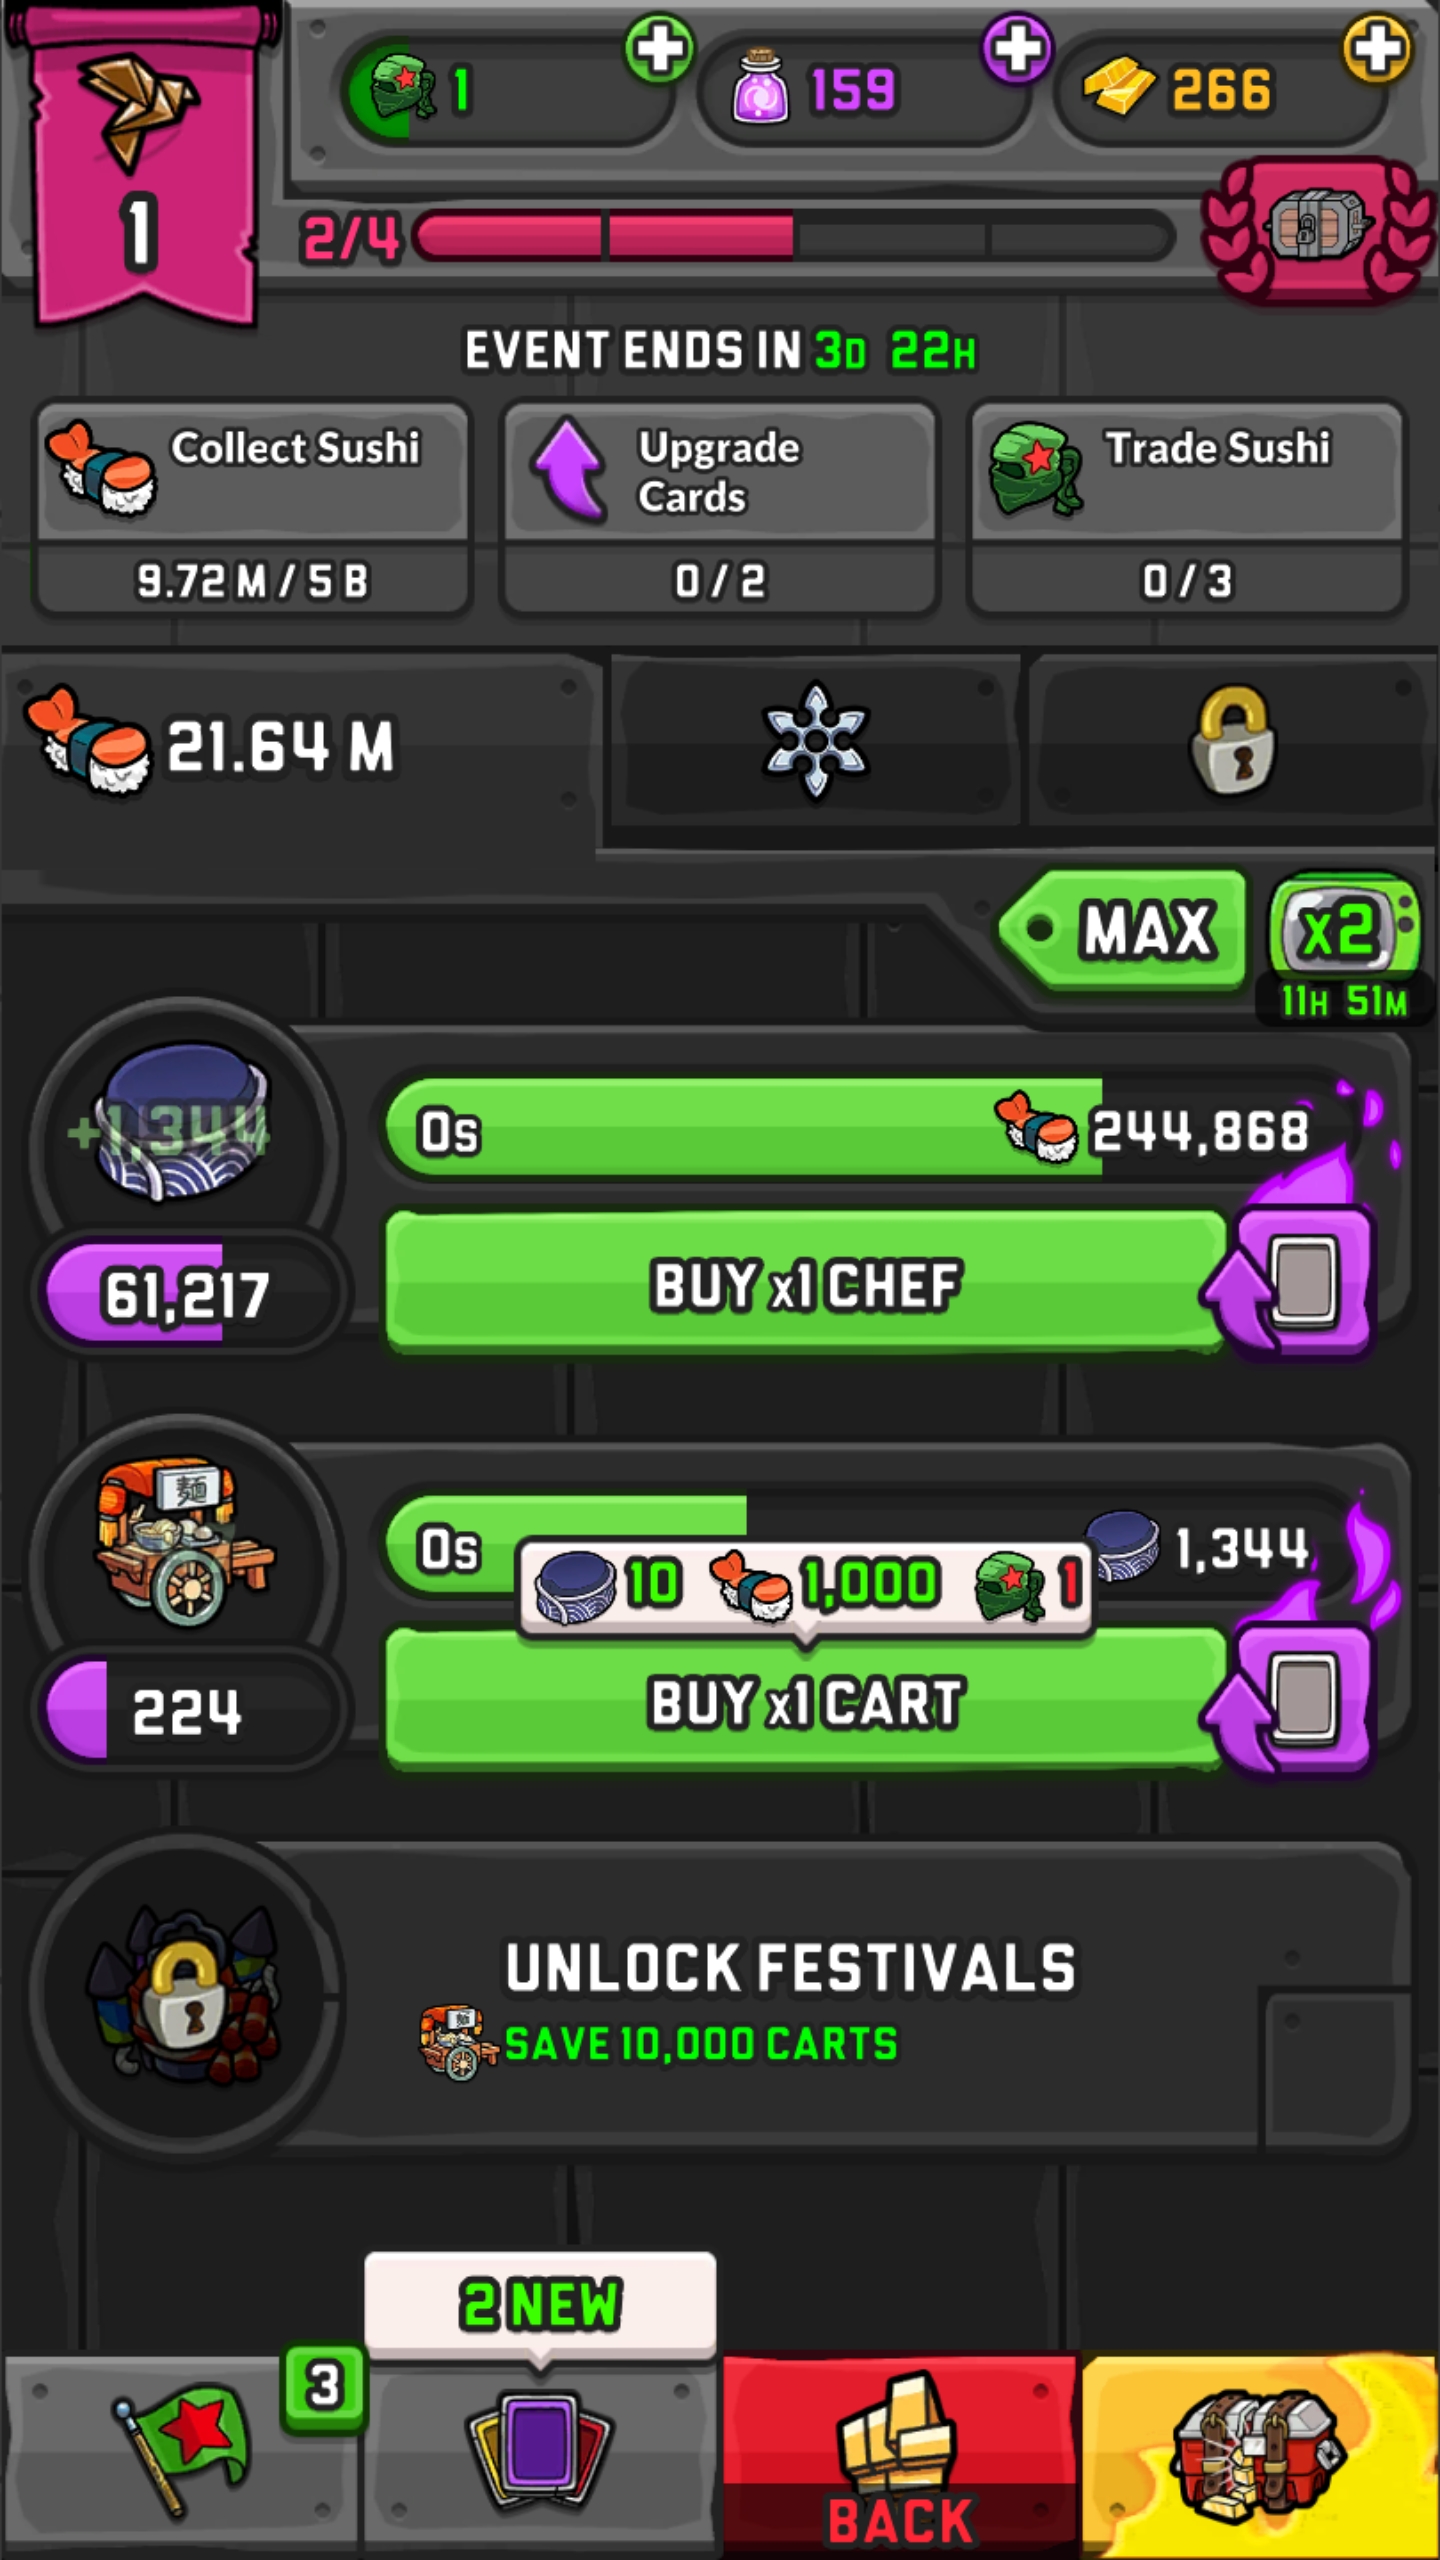 1
159
266
1
2/4
EVENT ENDS IN 3D 22H
Collect Sushi
9.72 M / 5 B
Upgrade
Cards
0 / 2
Trade Sushi
0 / 3
21.64 M
MAX
x2
11H 51M
+1,344
0s
244,868
61,217
BUY x1 CHEF
麺
0s
1,344
10
1,000
1
224
BUY x1 CART
UNLOCK FESTIVALS
SAVE 10,000 CARTS
2 NEW
3
BACK